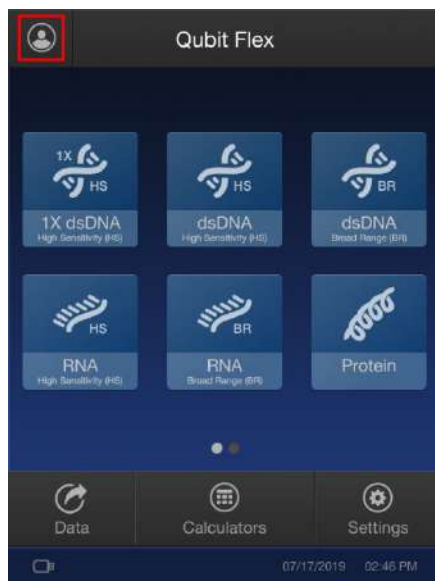 Qubit Flex
1X
HS
HS
BR
1X dsDNA
High Sensitivity (HS)
dsDNA
High Sensitivity (HS)
dsDNA
Broad Range (BR)
HS
BR
RNA
High Sensitivity (HS)
RNA
Broad Range (BR)
Protein
Data
Calculators
Settings
07/17/2019 02:46 PM